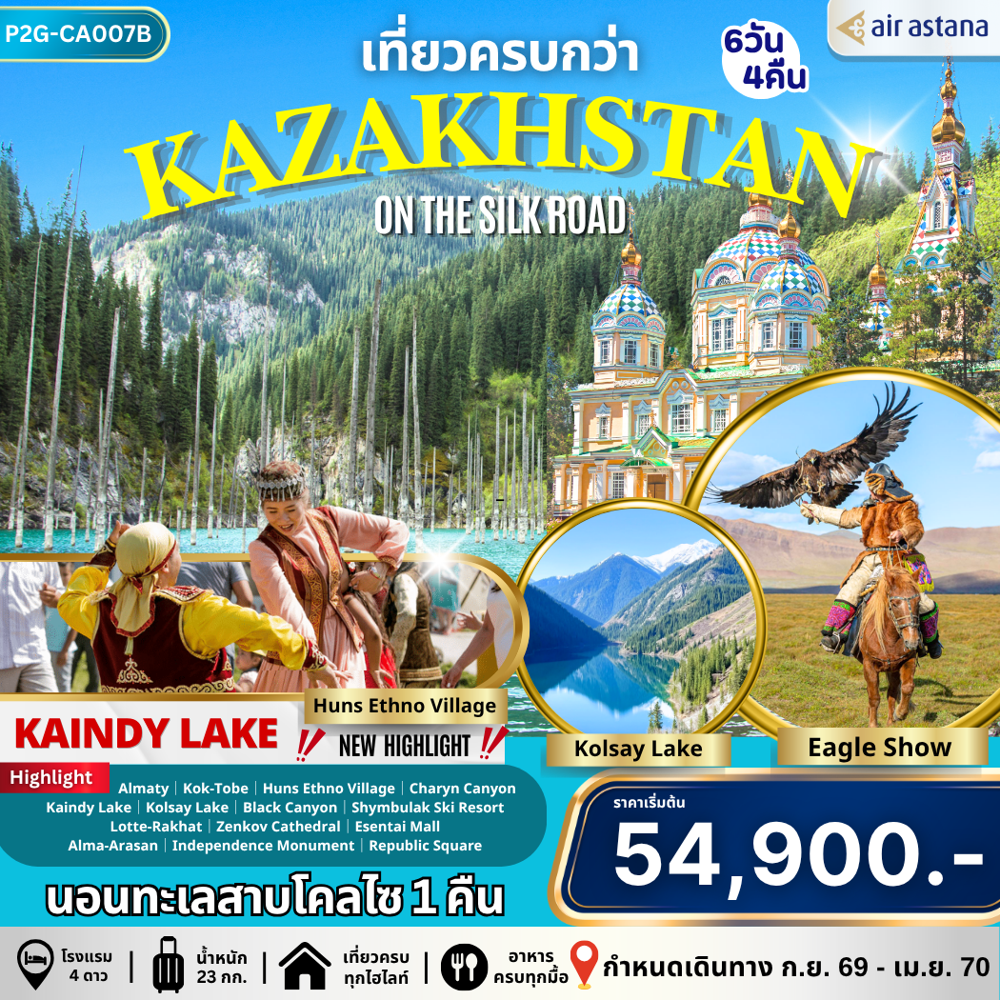 P2G-CA007B
เที่ยวครบกว่า
6วัน
4คืน
air astana
KAZAKHSTAN
ON THE SILK ROAD
Huns Ethno Village
KAINDY LAKE
!! NEW HIGHLIGHT !!
Kolsay Lake
Eagle Show
Highlight
Almaty | Kok-Tobe | Huns Ethno Village | Charyn Canyon
Kaindy Lake | Kolsay Lake | Black Canyon | Shymbulak Ski Resort
Lotte-Rakhat | Zenkov Cathedral | Esentai Mall
Alma-Arasan | Independence Monument | Republic Square
ราคาเริ่มต้น
54,900.-
นอนทะเลสาบโคลไซ 1 คืน
โรงแรม
4 ดาว
น้ำหนัก
23 กก.
เที่ยวครบ
ทุกไฮไลท์
อาหาร
ครบทุกมื้อ
กำหนดเดินทาง ก.ย. 69 - เม.ย. 70